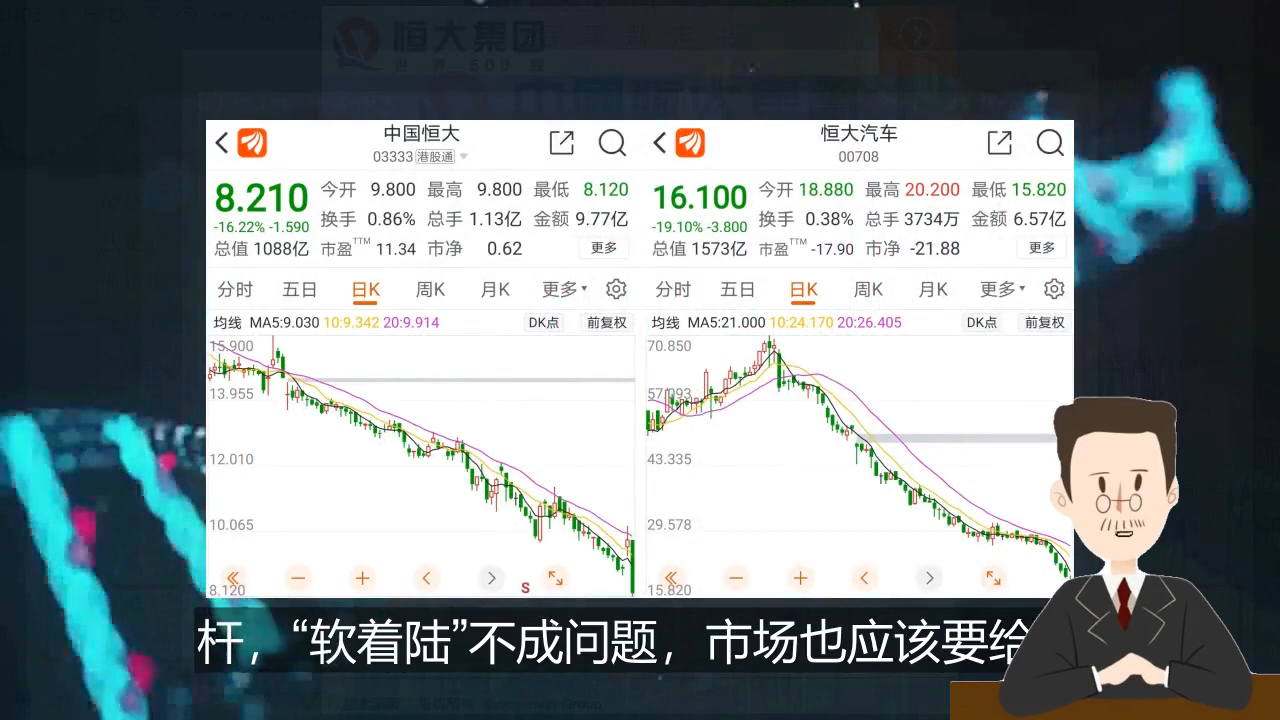 恒大集团
中国恒大
03333 港股通
8.210
-16.22% -1.590
今开 9.800 最高 9.800 最低 8.120
换手 0.86% 总手 1.13亿 金额 9.77亿
总值 1088亿 市盈TTM 11.34 市净 0.62 更多
分时 五日 日K 周K 月K 更多
均线 MA5:9.030 10:9.342 20:9.914 DK点 前复权
15.900
13.955
12.010
10.065
8.120
S
恒大汽车
00708
16.100
-19.10% -3.800
今开 18.880 最高 20.200 最低 15.820
换手 0.38% 总手 3734万 金额 6.57亿
总值 1573亿 市盈TTM -17.90 市净 -21.88 更多
分时 五日 日K 周K 月K 更多
均线 MA5:21.000 10:24.170 20:26.405 DK点 前复权
70.850
57.093
43.335
29.578
15.820
杆，“软着陆”不成问题，市场也应该要给